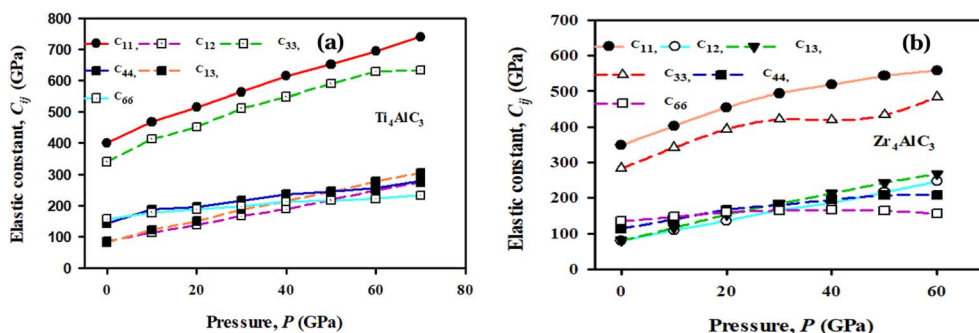 800
700
600
500
400
300
200
100
0
Elastic constant, C_ij (GPa)
(a)
C11, C12 C33,
C44, C13,
C66
Ti4AlC3
0 20 40 60 80
Pressure, P (GPa)
700
600
500
400
300
200
100
0
Elastic constant, C_ij (GPa)
(b)
C11, C12, C13,
C33, C44,
C66
Zr4AlC3
0 20 40 60
Pressure, P (GPa)